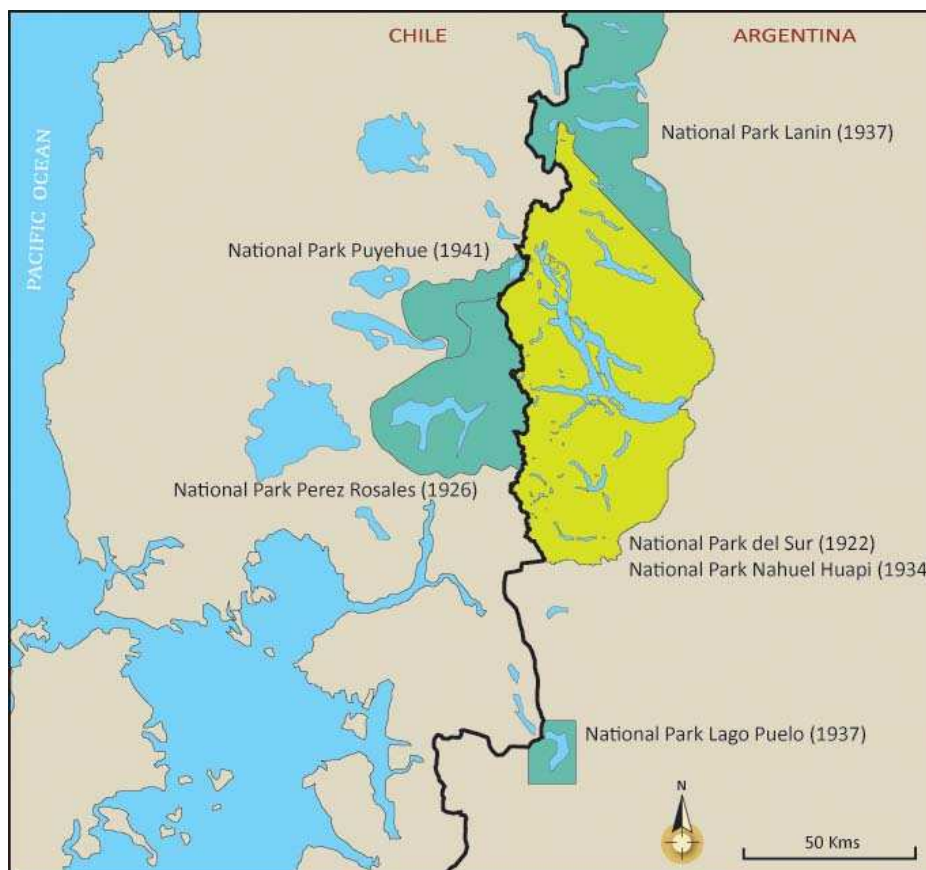 CHILE
ARGENTINA
National Park Lanin (1937)
PACIFIC OCEAN
National Park Puyehue (1941)
National Park Perez Rosales (1926)
National Park del Sur (1922)
National Park Nahuel Huapi (1934
National Park Lago Puelo (1937)
N
50 Kms